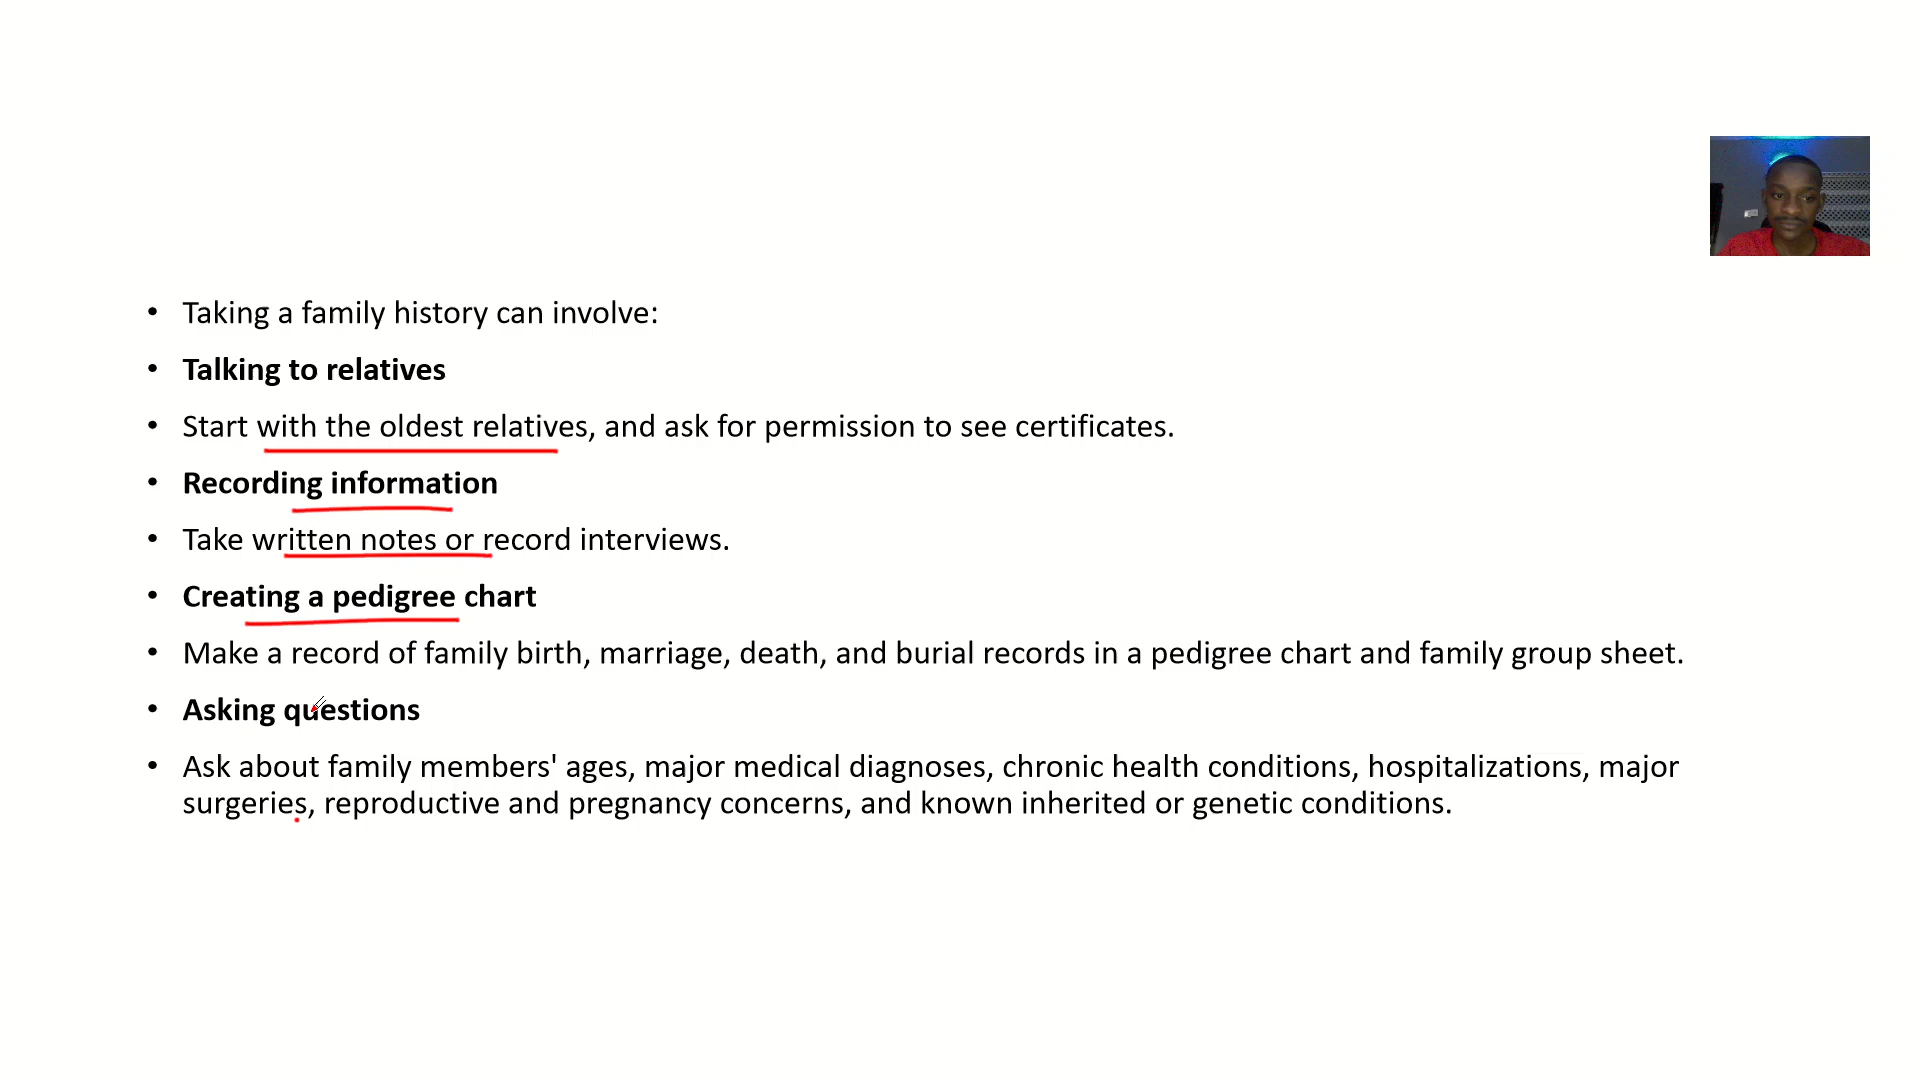 • Taking a family history can involve:
• Talking to relatives
• Start with the oldest relatives, and ask for permission to see certificates.
• Recording information
• Take written notes or record interviews.
• Creating a pedigree chart
• Make a record of family birth, marriage, death, and burial records in a pedigree chart and family group sheet.
• Asking questions
• Ask about family members' ages, major medical diagnoses, chronic health conditions, hospitalizations, major
surgeries, reproductive and pregnancy concerns, and known inherited or genetic conditions.